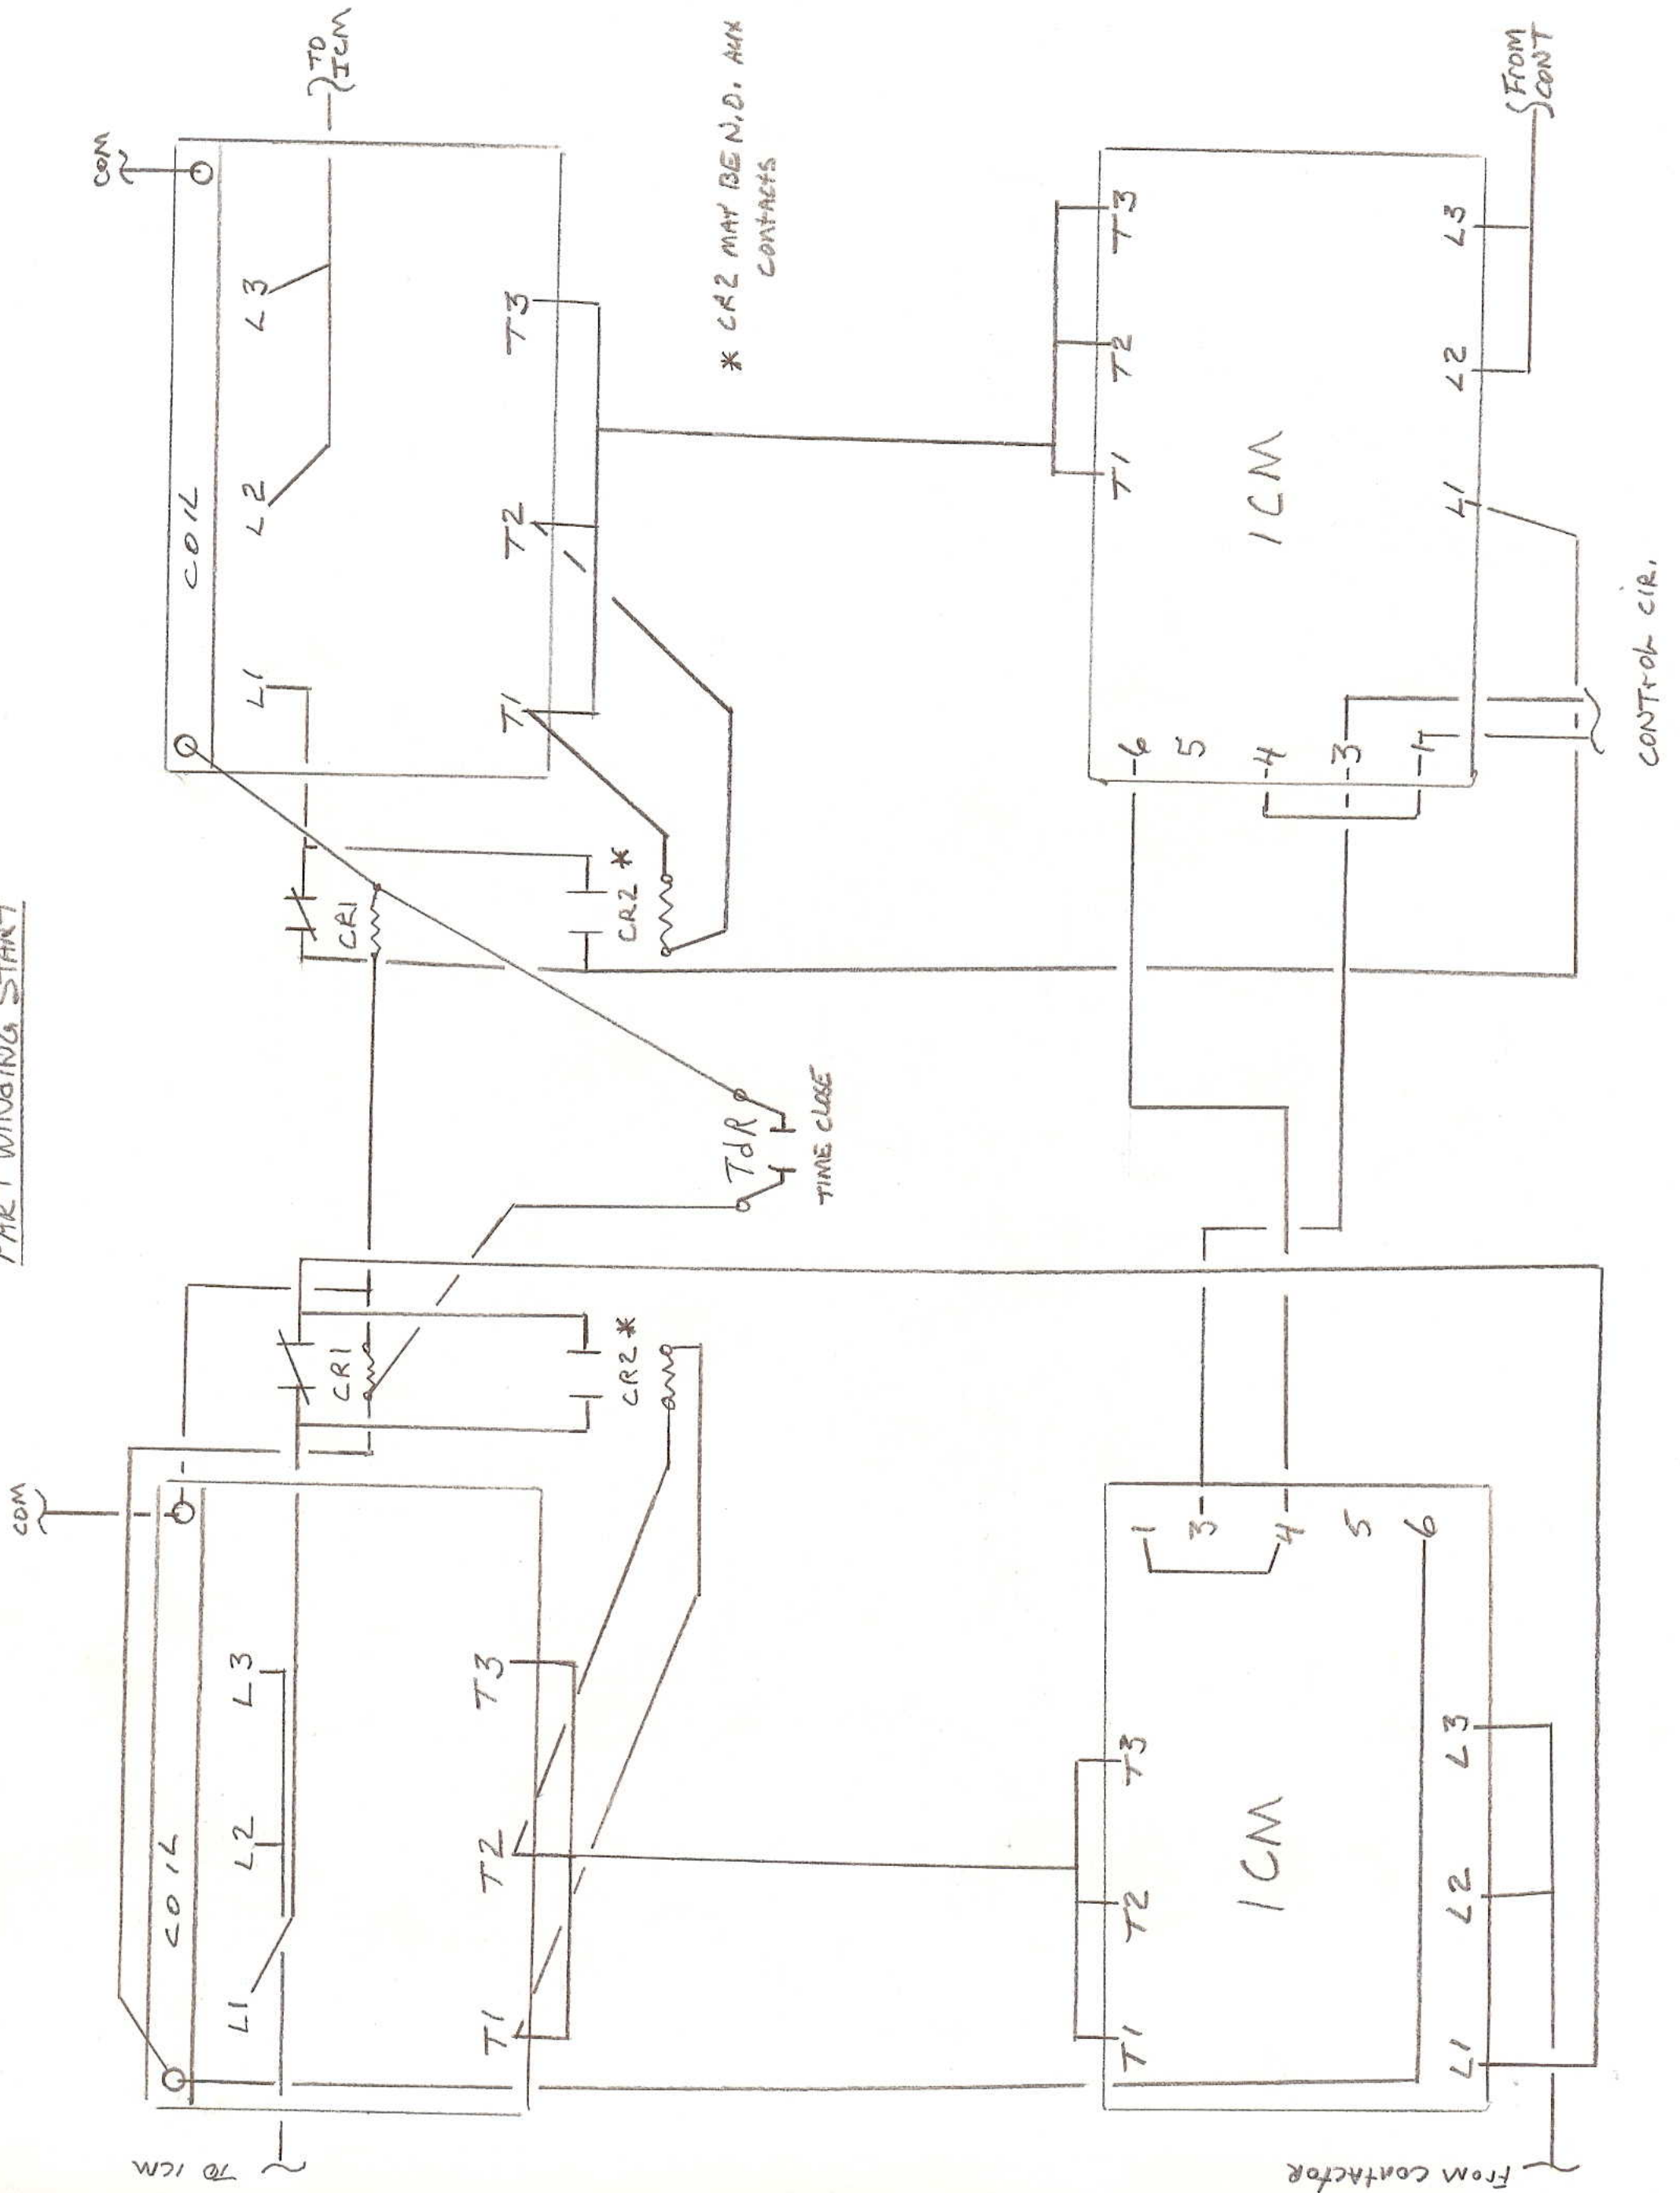 PART WINDING START
COM
COM
COIL
COIL
TO ICM
L1 L2 L3
L1 L2 L3
TO
ICM
CR1
CR1
T1 T2 T3
T1 T2 T3
CR2 *
CR2 *
TdR
TIME CLOSE
* CR2 MAY BE N.O. AUX
CONTACTS
T1 T2 T3
T1 T2 T3
1
3
4
5
6
6
5
4
3
1
ICM
ICM
L1 L2 L3
L1 L2 L3
From contactor
From
CONT
CONTroL CIR.